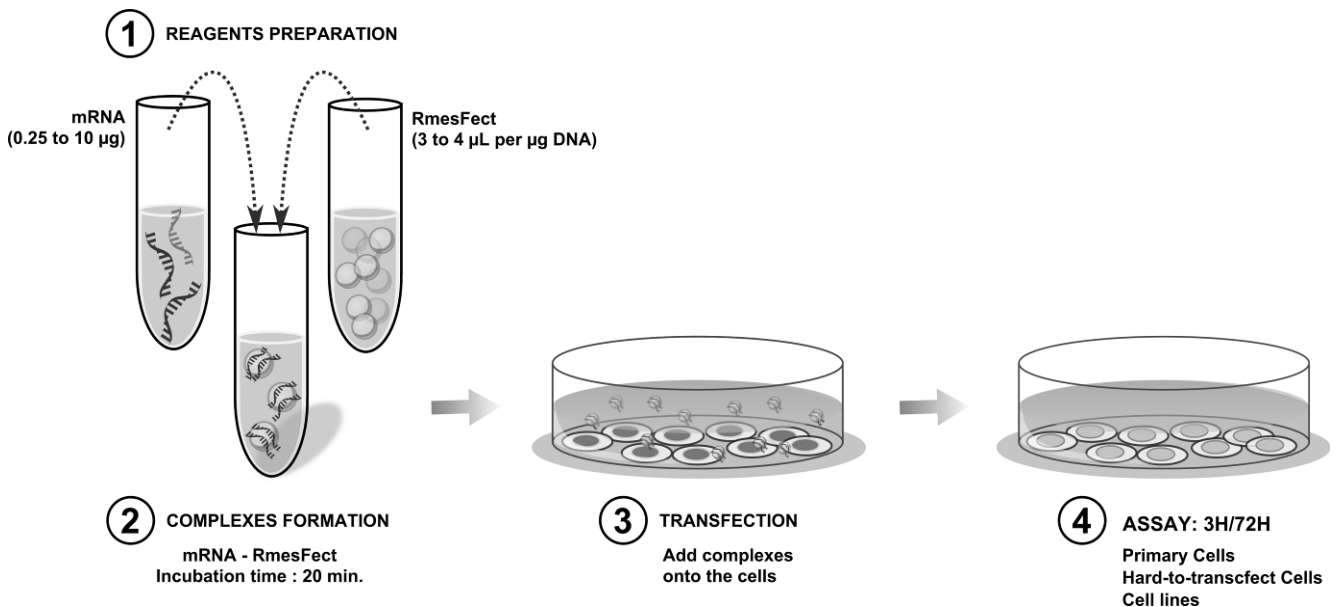 1 REAGENTS PREPARATION
mRNA
(0.25 to 10 µg)
RmesFect
(3 to 4 µL per µg DNA)
2 COMPLEXES FORMATION
mRNA - RmesFect
Incubation time : 20 min.
3 TRANSFECTION
Add complexes
onto the cells
4 ASSAY: 3H/72H
Primary Cells
Hard-to-transcfect Cells
Cell lines